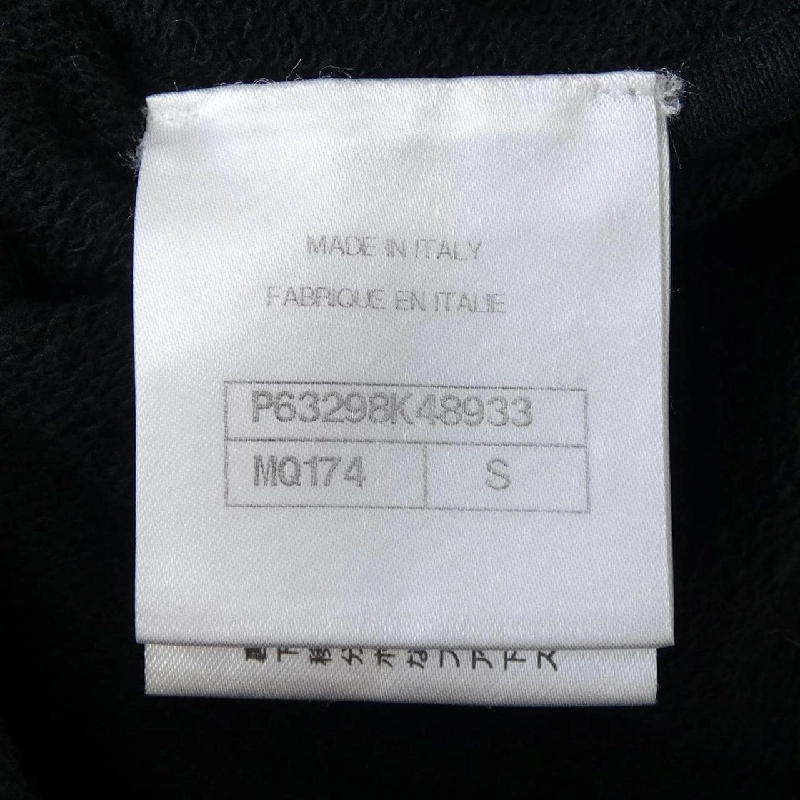 MADE IN ITALY
FABRIQUE EN ITALIE
P63298K48933
MQ174 S